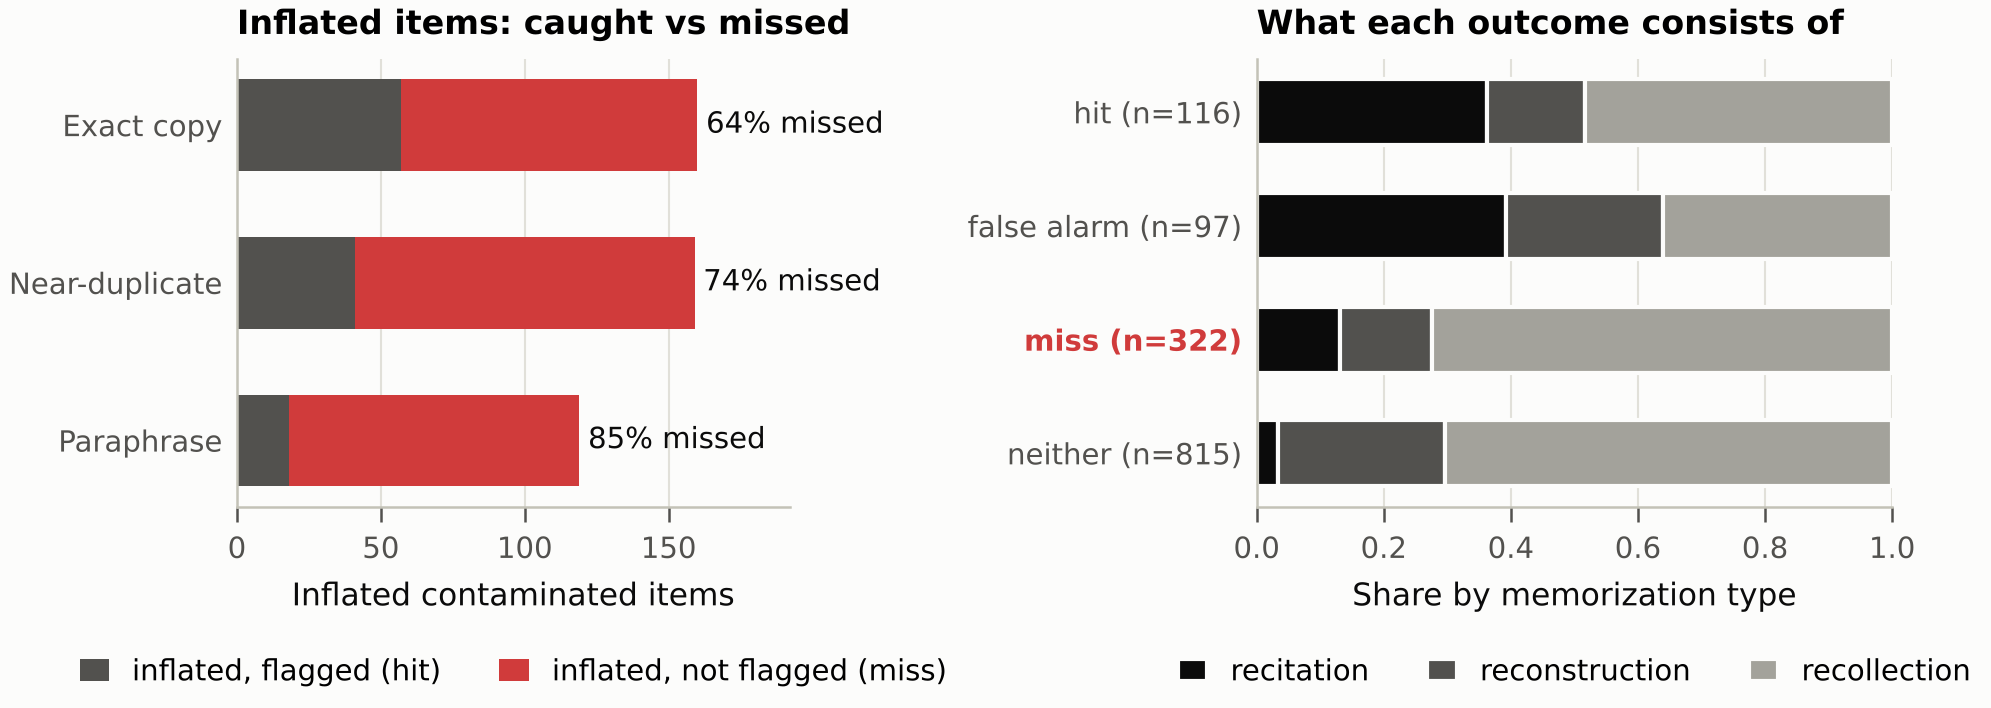 Inflated items: caught vs missed
Exact copy
64% missed
Near-duplicate
74% missed
Paraphrase
85% missed
0 50 100 150
Inflated contaminated items
inflated, flagged (hit)
inflated, not flagged (miss)
What each outcome consists of
hit (n=116)
false alarm (n=97)
miss (n=322)
neither (n=815)
0.0 0.2 0.4 0.6 0.8 1.0
Share by memorization type
recitation
reconstruction
recollection